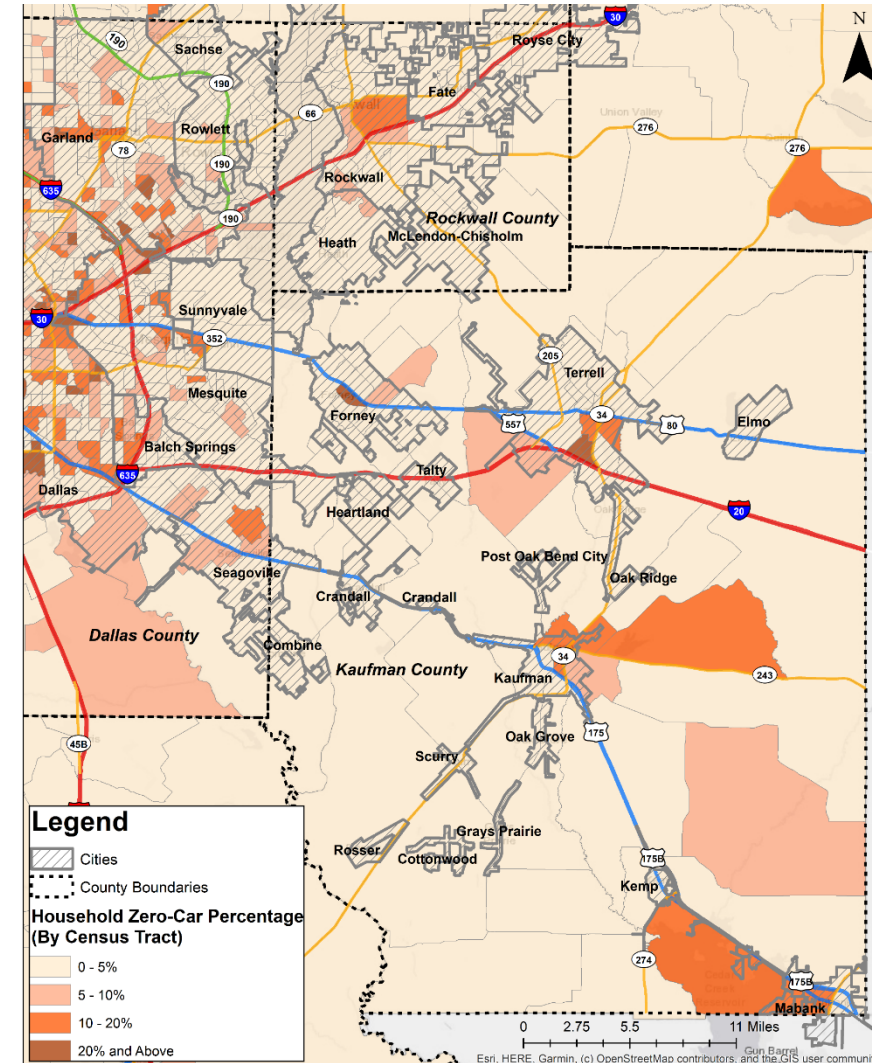 30
N
Royse City
190
Sachse
190
Fate
Union Valley
66
wall
Rowlett
Garland
276
78
276
190
Rockwall
635
190
Rockwall County
McLendon-Chisholm
Heath
Sunnyvale
30
352
205
Terrell
Mesquite
34
Elmo
Forney
557
80
Balch Springs
635
Talty
Dallas
Heartland
20
Post Oak Bend City
Seagoville
Oak Ridge
Crandall
Crandall
Dallas County
Combine
34
Kaufman County
Kaufman
243
175
Oak Grove
45B
Scurry
Legend
Grays Prairie
Rosser
Cottonwood
175B
Cities
Kemp
County Boundaries
Household Zero-Car Percentage
(By Census Tract)
0 - 5%
274
5 - 10%
175B
10 - 20%
Mabank
0 2.75 5.5 11 Miles
20% and Above
Gun Barrel
Esri, HERE, Garmin, (c) OpenStreetMap contributors, and the GIS user communi